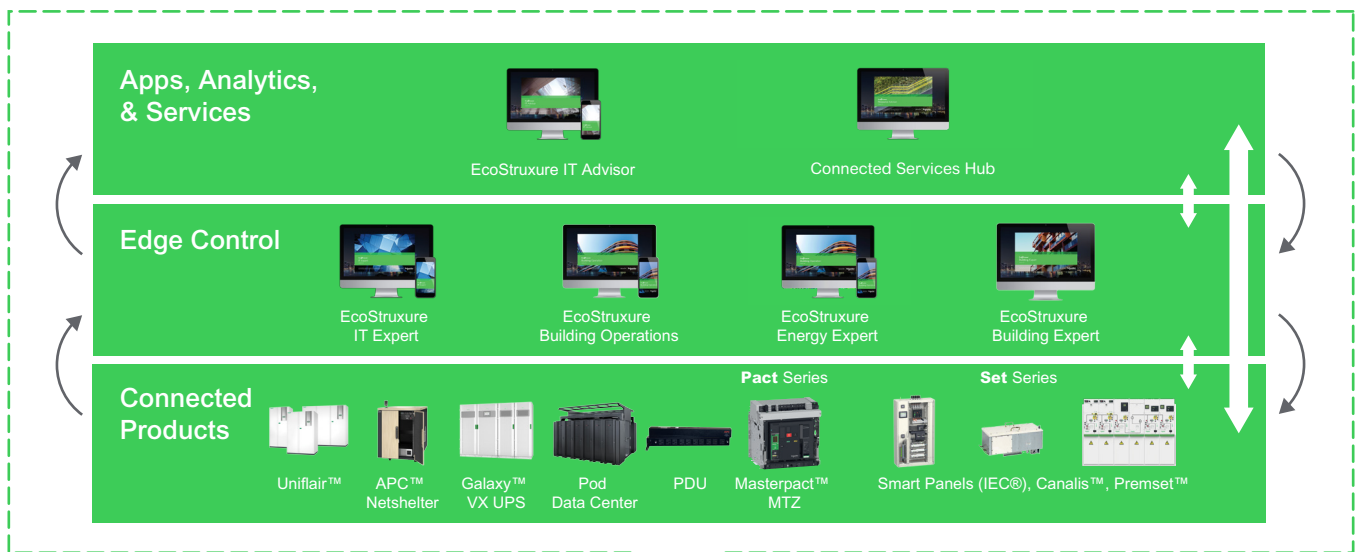 Apps, Analytics,
& Services
EcoStruxure IT Advisor
Connected Services Hub
Edge Control
EcoStruxure
IT Expert
EcoStruxure
Building Operations
EcoStruxure
Energy Expert
EcoStruxure
Building Expert
Connected
Products
Pact Series
Set Series
Uniflair™
APC™
Netshelter
Galaxy™
VX UPS
Pod
Data Center
PDU
Masterpact™
MTZ
Smart Panels (IEC®), Canalis™, Premset™